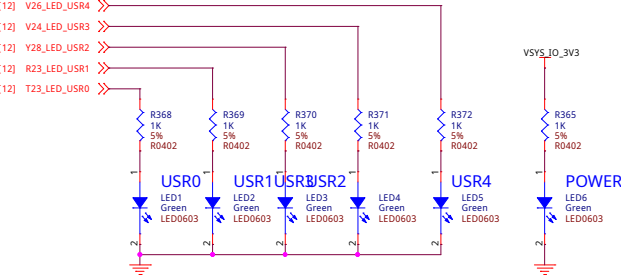 [12] V26_LED_USR4
[12] V24_LED_USR3
[12] Y28_LED_USR2
[12] R23_LED_USR1
[12] T23_LED_USR0
VSYS_IO_3V3
R368
1K
5%
R0402
R369
1K
5%
R0402
R370
1K
5%
R0402
R371
1K
5%
R0402
R372
1K
5%
R0402
R365
1K
5%
R0402
1
1
1
1
1
1
USR0
USR1
USR3
USR2
USR4
POWER
LED1
Green
LED0603
LED2
Green
LED0603
LED3
Green
LED0603
LED4
Green
LED0603
LED5
Green
LED0603
LED6
Green
LED0603
2
2
2
2
2
2